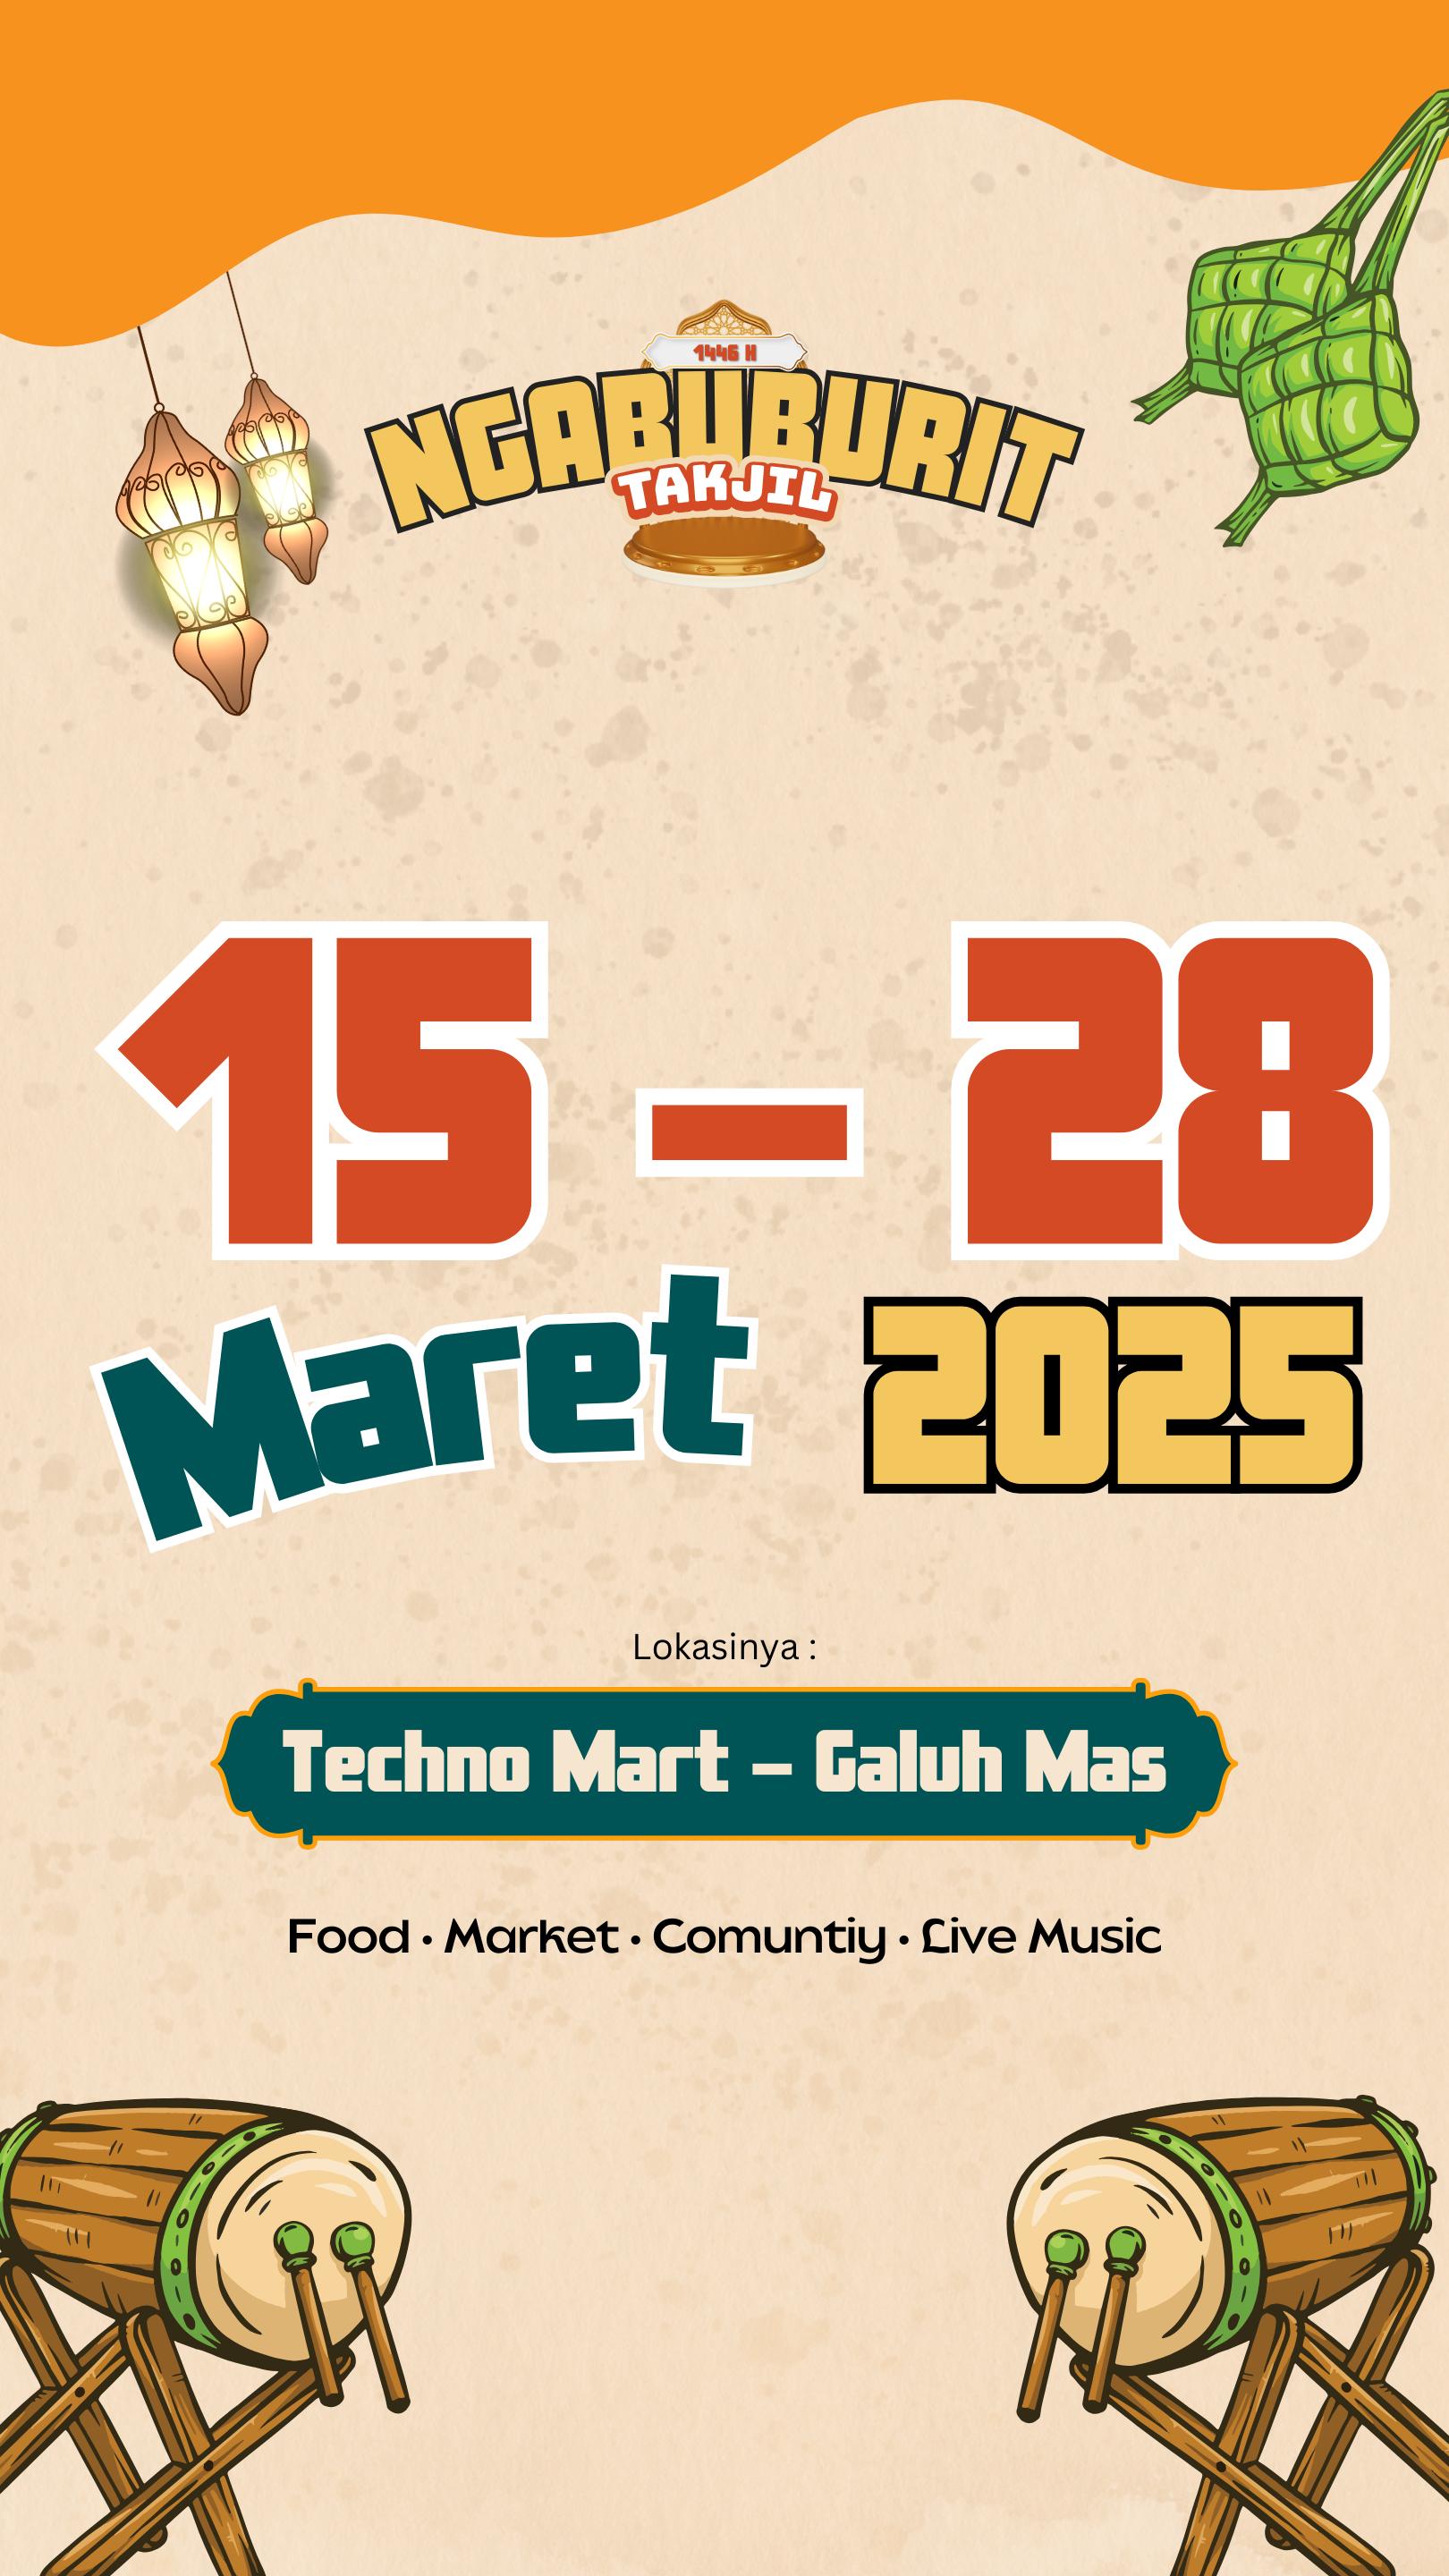 1446 H
NGABUBURIT
TAKJIL
15 – 28
Maret 2025
Lokasinya :
Techno Mart – Galuh Mas
Food • Market • Comuntiy • Live Music